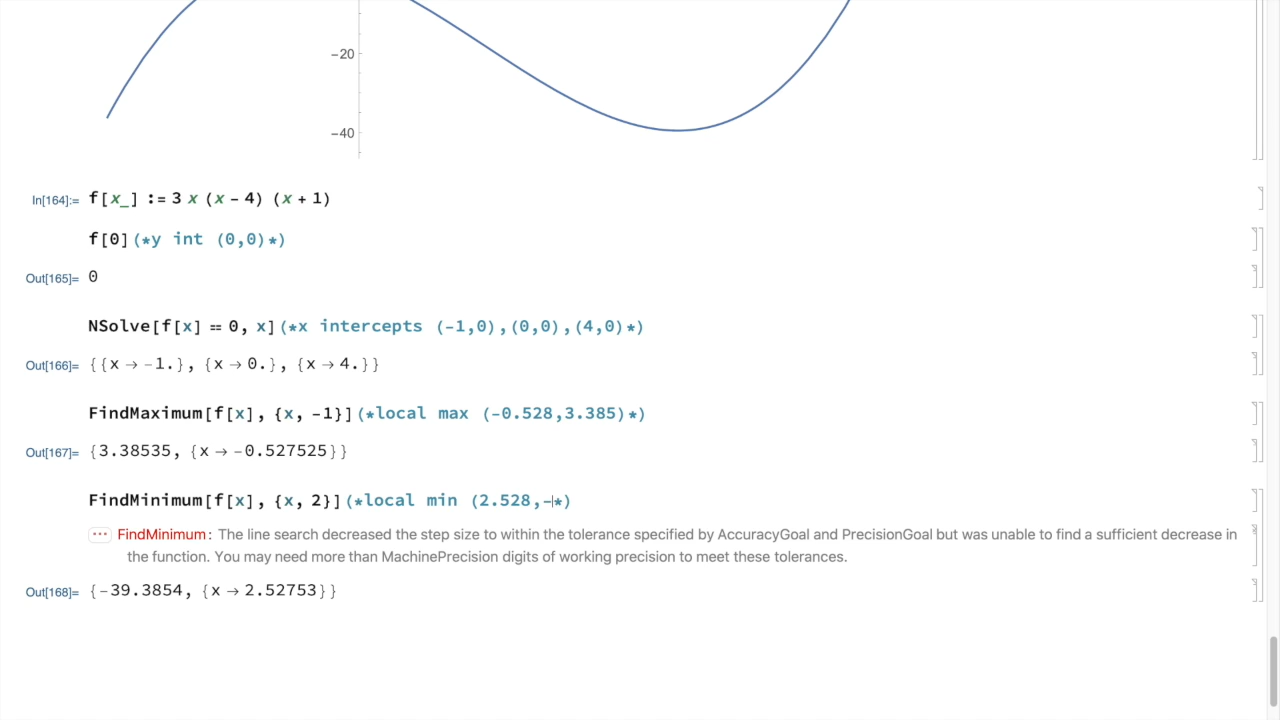 -20
-40
In[164]:= f[x_] := 3 x (x - 4) (x + 1)
f[0] (*y int (0,0)*)
Out[165]= 0
NSolve[f[x] == 0, x] (*x intercepts (-1,0),(0,0),(4,0)*)
Out[166]= {{x → -1.}, {x → 0.}, {x → 4.}}
FindMaximum[f[x], {x, -1}] (*local max (-0.528,3.385)*)
Out[167]= {3.38535, {x → -0.527525}}
FindMinimum[f[x], {x, 2}] (*local min (2.528,-*)
··· FindMinimum: The line search decreased the step size to within the tolerance specified by AccuracyGoal and PrecisionGoal but was unable to find a sufficient decrease in
the function. You may need more than MachinePrecision digits of working precision to meet these tolerances.
Out[168]= {-39.3854, {x → 2.52753}}